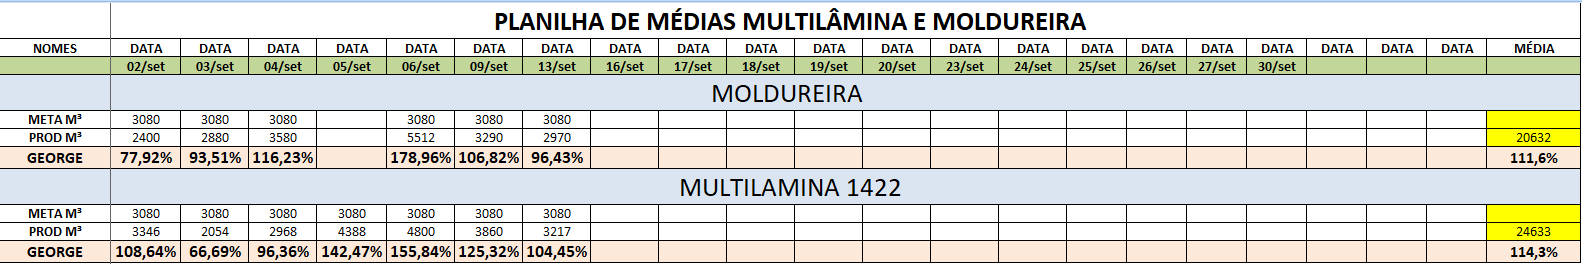 PLANILHA DE MÉDIAS MULTILÂMINA E MOLDUREIRA
NOMES DATA DATA DATA DATA DATA DATA DATA DATA DATA DATA DATA DATA DATA DATA DATA DATA DATA DATA DATA DATA DATA MÉDIA
02/set 03/set 04/set 05/set 06/set 09/set 13/set 16/set 17/set 18/set 19/set 20/set 23/set 24/set 25/set 26/set 27/set 30/set
MOLDUREIRA
META M³ 3080 3080 3080 3080 3080 3080
PROD M³ 2400 2880 3580 5512 3290 2970 20632
GEORGE 77,92% 93,51% 116,23% 178,96% 106,82% 96,43% 111,6%
MULTILAMINA 1422
META M³ 3080 3080 3080 3080 3080 3080 3080
PROD M³ 3346 2054 2968 4388 4800 3860 3217 24633
GEORGE 108,64% 66,69% 96,36% 142,47% 155,84% 125,32% 104,45% 114,3%